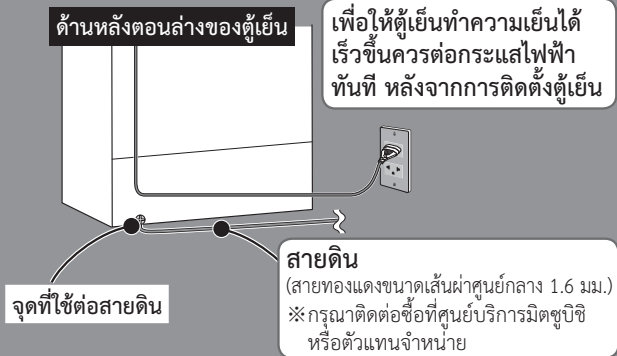 ด้านหลังตอนล่างของตู้เย็น
เพื่อให้ตู้เย็นทำความเย็นได้
เร็วขึ้นควรต่อกระแสไฟฟ้า
ทันที หลังจากการติดตั้งตู้เย็น
สายดิน
(สายทองแดงขนาดเส้นผ่าศูนย์กลาง 1.6 มม.)
※กรุณาติดต่อซื้อที่ศูนย์บริการมิตซูบิชิ
หรือตัวแทนจำหน่าย
จุดที่ใช้ต่อสายดิน